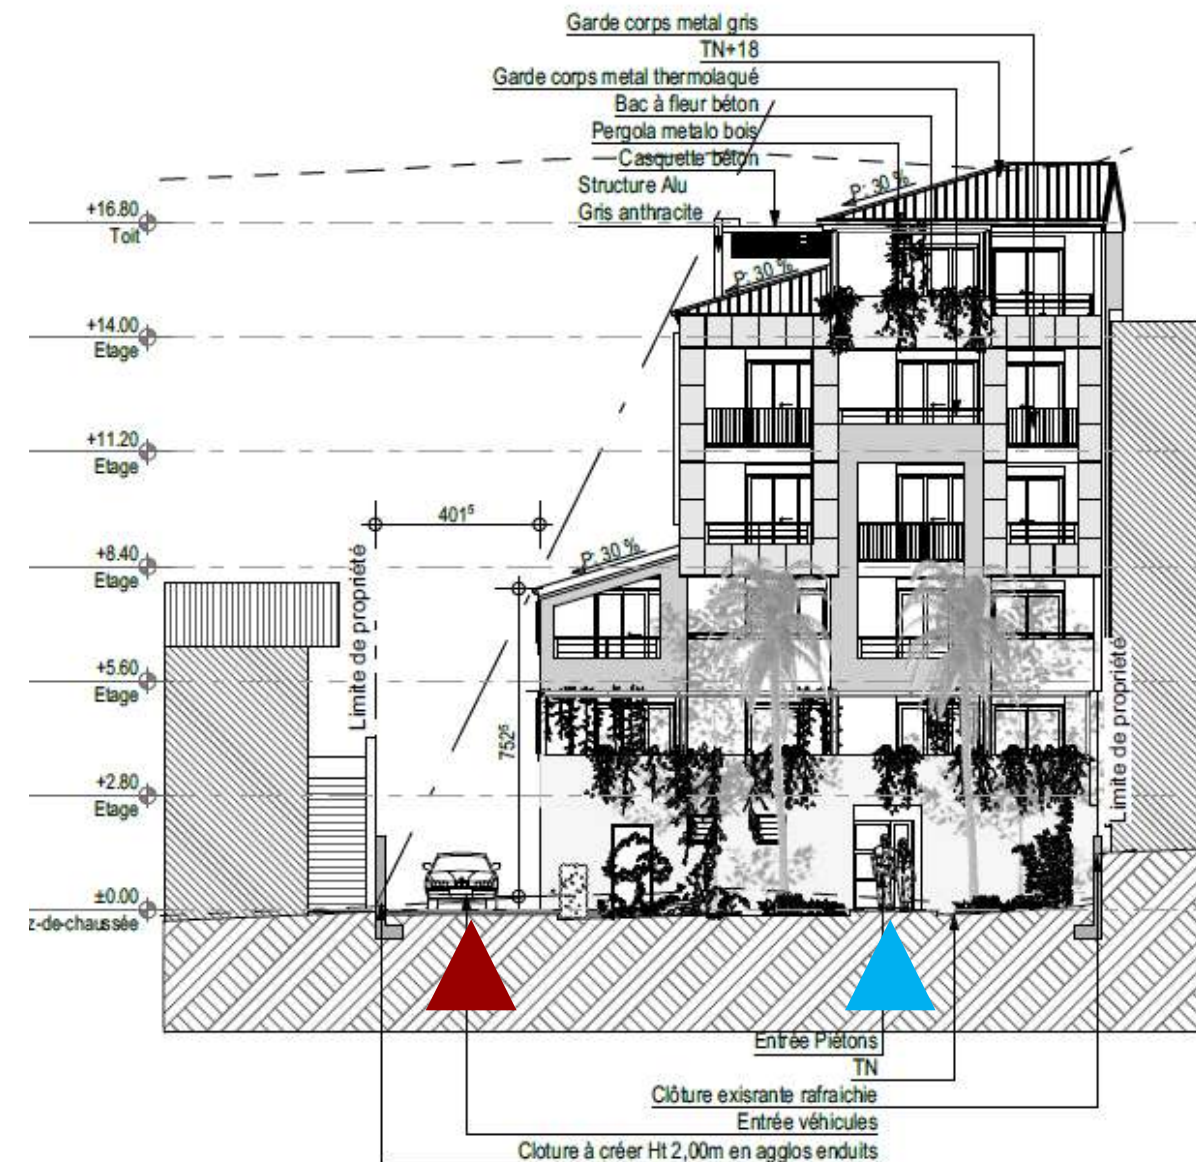 Garde corps metal gris
TN+18
Garde corps metal thermolaqué
Bac à fleur béton
Pergola metalo bois
Casquette béton
Structure Alu
Gris anthracite
P: 30 %
+16.80
Toit
P: 30 %
+14.00
Etage
+11.20
Etage
401⁵
+8.40
Etage
P: 30 %
Limite de propriété
+5.60
Etage
752⁵
Limite de propriété
+2.80
Etage
±0.00
z-de-chaussée
Entrée Piétons
TN
Clôture exisrante rafraichie
Entrée véhicules
Cloture à créer Ht 2,00m en agglos enduits